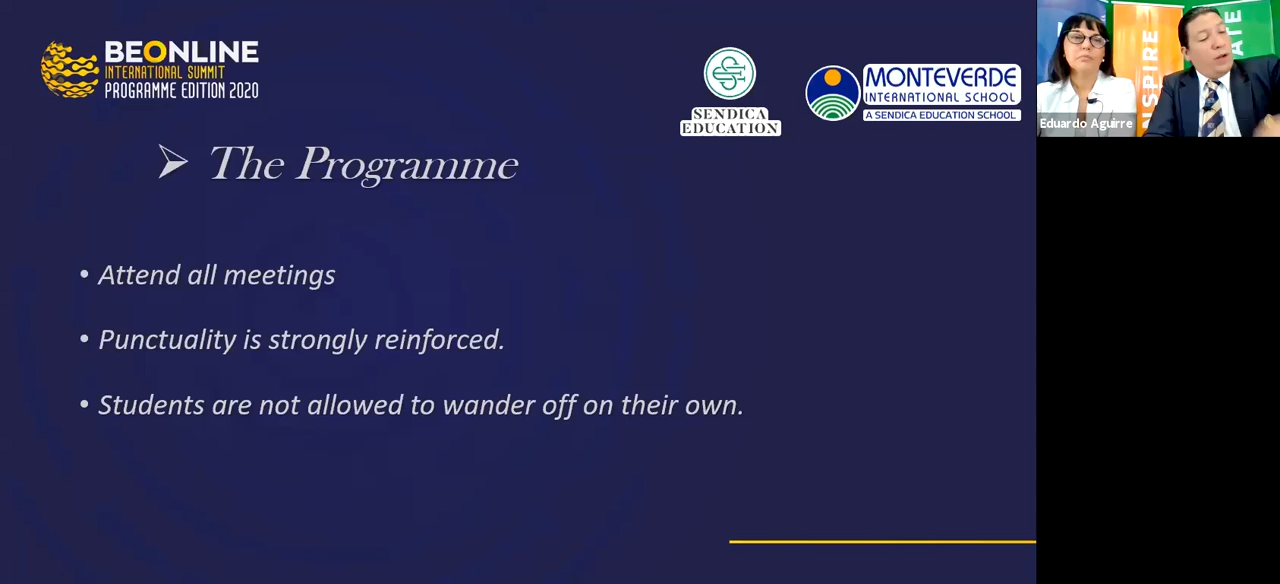 BEONLINE
INTERNATIONAL SUMMIT
PROGRAMME EDITION 2020
SENDICA
EDUCATION
MONTEVERDE
INTERNATIONAL SCHOOL
A SENDICA EDUCATION SCHOOL
➤ The Programme
• Attend all meetings
• Punctuality is strongly reinforced.
• Students are not allowed to wander off on their own.
Eduardo Aguirre